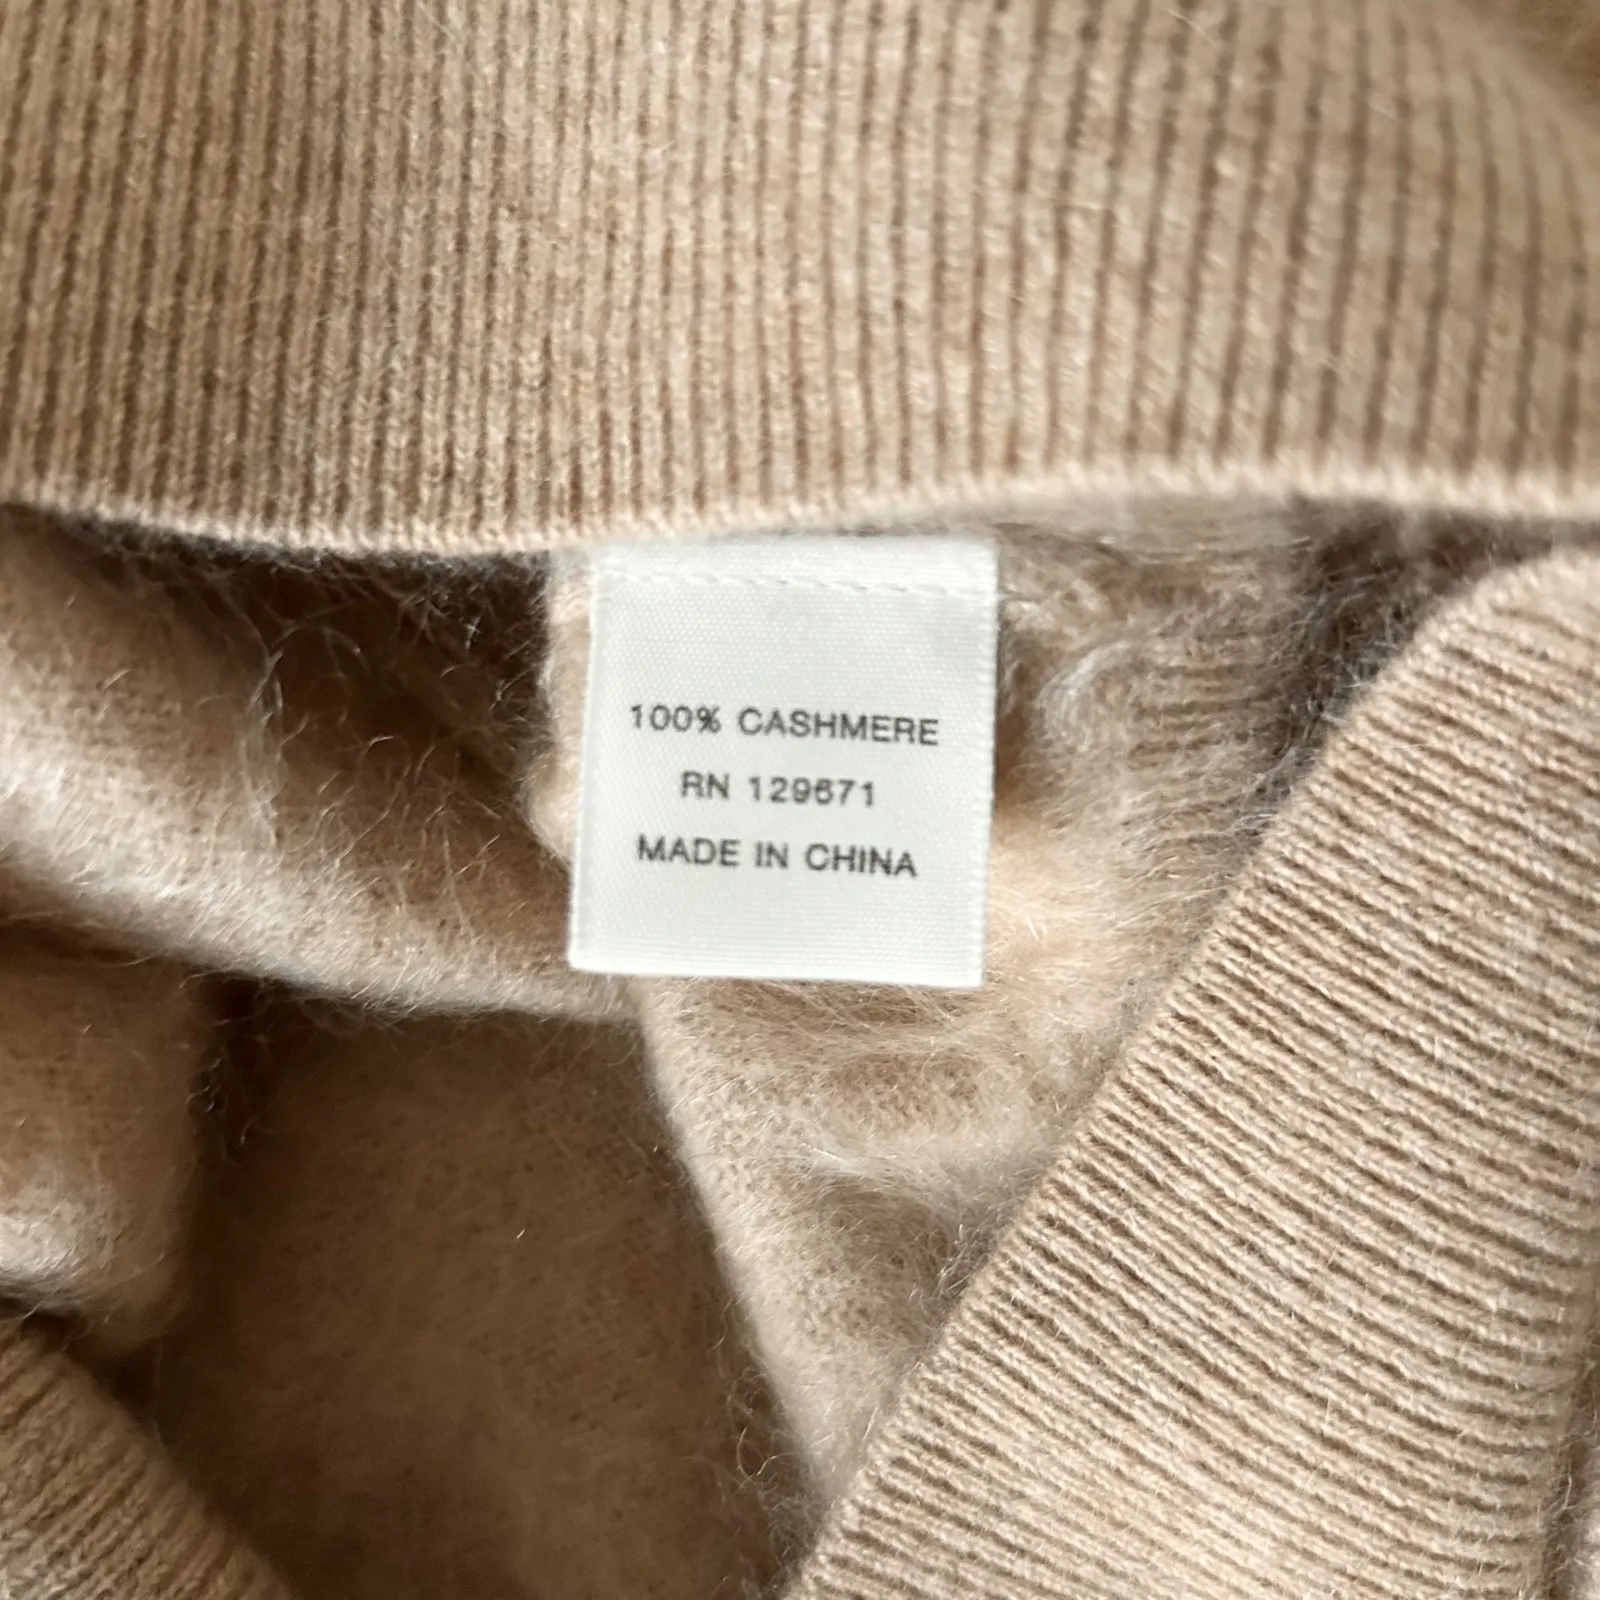 100% CASHMERE
RN 129671
MADE IN CHINA